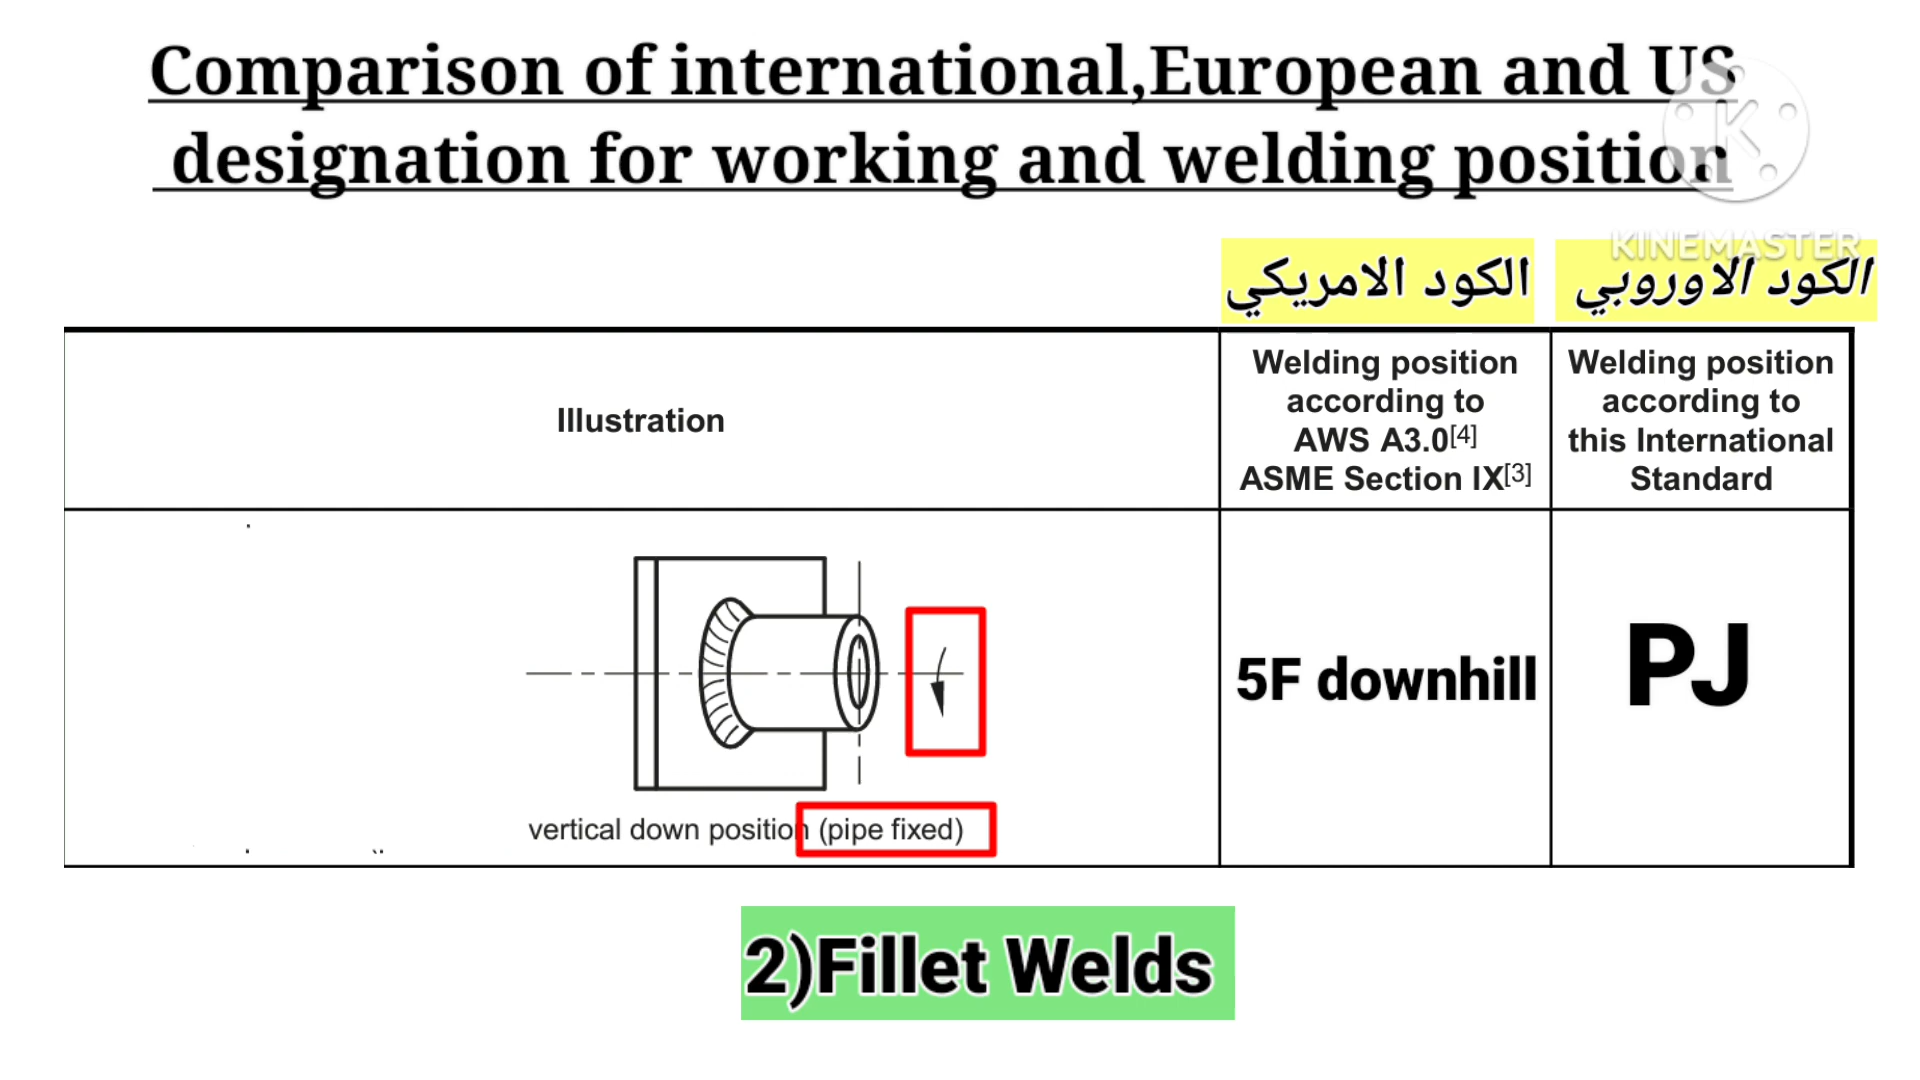 Comparison of international,European and US
designation for working and welding position
KINEMASTER
الكود الامريكي
الكود الاوروبي
Illustration
Welding position
according to
AWS A3.0[4]
ASME Section IX[3]
Welding position
according to
this International
Standard
vertical down position (pipe fixed)
5F downhill
PJ
2)Fillet Welds